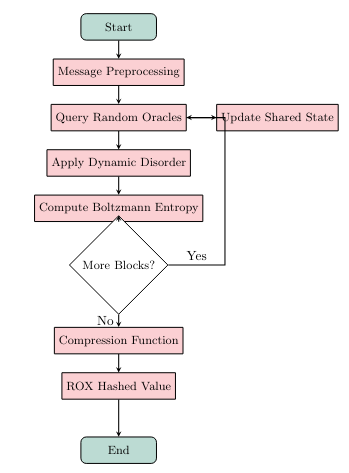 Start
Message Preprocessing
Query Random Oracles
Update Shared State
Apply Dynamic Disorder
Compute Boltzmann Entropy
More Blocks?
Yes
No
Compression Function
ROX Hashed Value
End